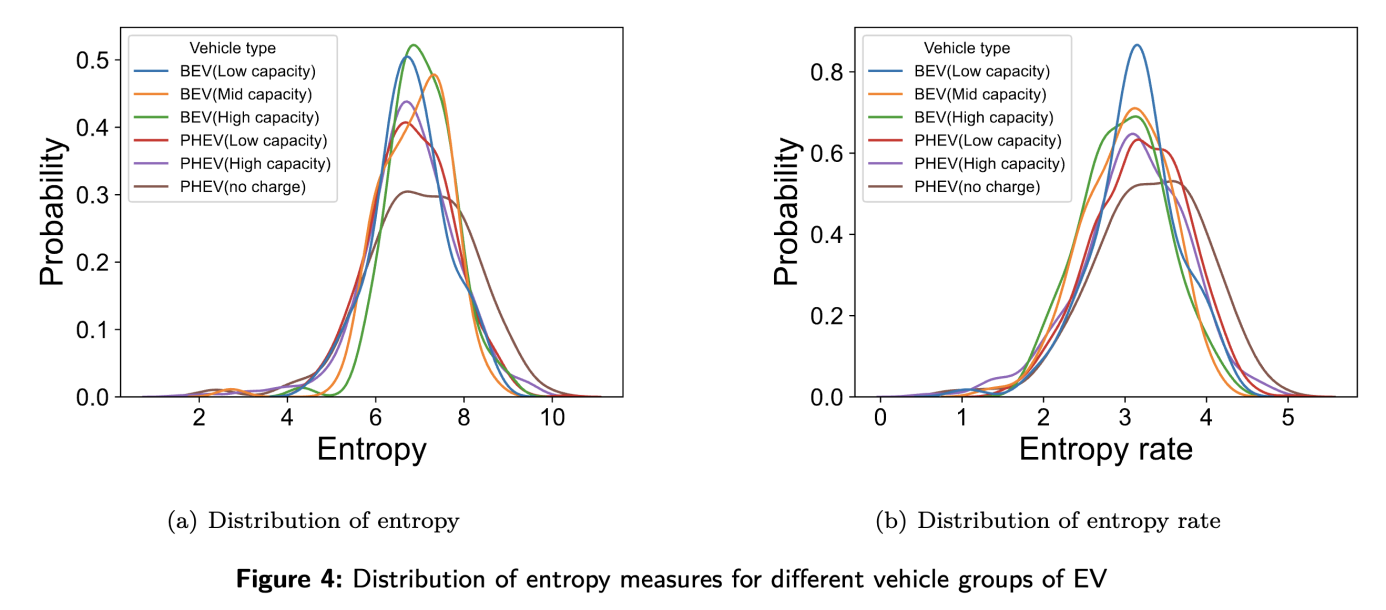 Vehicle type
BEV(Low capacity)
BEV(Mid capacity)
BEV(High capacity)
PHEV(Low capacity)
PHEV(High capacity)
PHEV(no charge)
Probability
0.5
0.4
0.3
0.2
0.1
0.0
2 4 6 8 10
Entropy
(a) Distribution of entropy
Vehicle type
BEV(Low capacity)
BEV(Mid capacity)
BEV(High capacity)
PHEV(Low capacity)
PHEV(High capacity)
PHEV(no charge)
Probability
0.8
0.6
0.4
0.2
0.0
0 1 2 3 4 5
Entropy rate
(b) Distribution of entropy rate
Figure 4: Distribution of entropy measures for different vehicle groups of EV